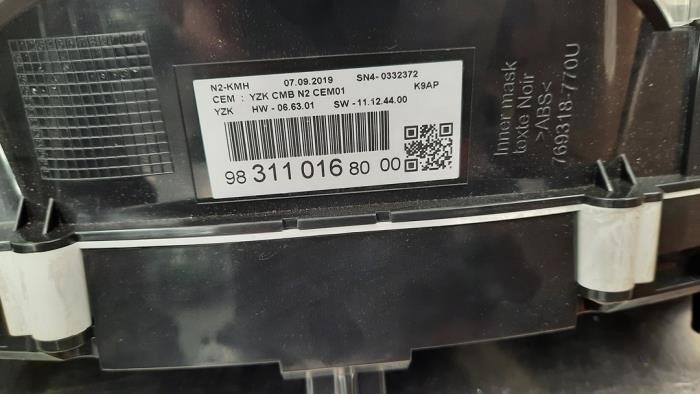 N2-KMH 07.09.2019 SN4- 0332372
CEM : YZK CMB N2 CEM01 K9AP
YZK HW - 06.63.01 SW - 11.12.44.00
98 311 016 80 00
Inner mask
texte Noir
>ABS<
769318-770U